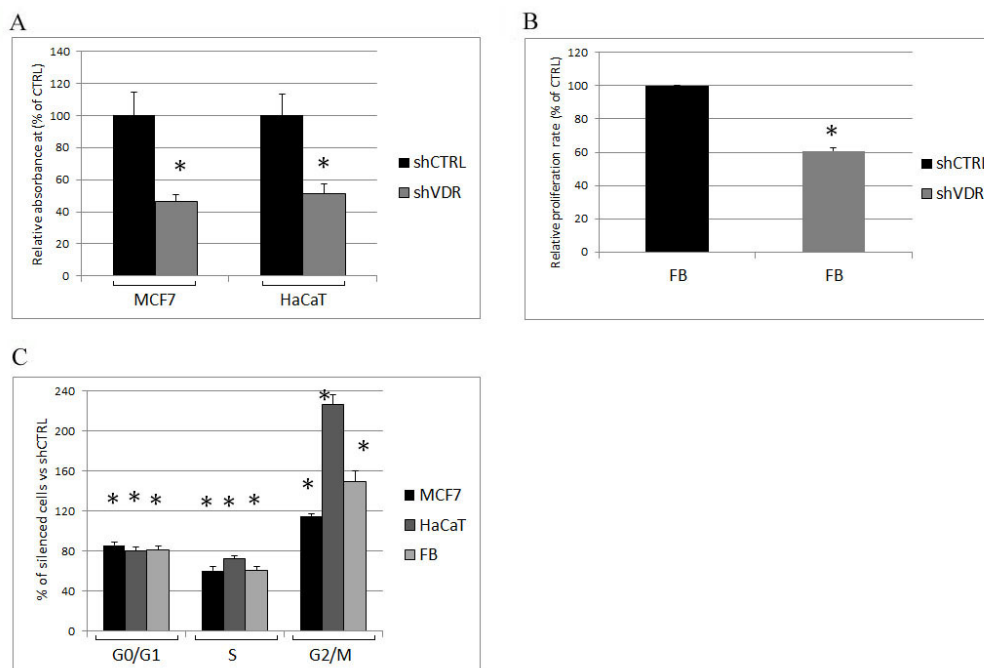 A
Relative absorbance at (% of CTRL)
140
120
100
80
60
40
20
0
*
*
MCF7
HaCaT
shCTRL
shVDR
B
Relative proliferation rate (% of CTRL)
120
100
80
60
40
20
0
*
FB
FB
shCTRL
shVDR
C
% of silenced cells vs shCTRL
240
200
160
120
80
40
0
* * *
* * *
* * *
G0/G1
S
G2/M
MCF7
HaCaT
FB